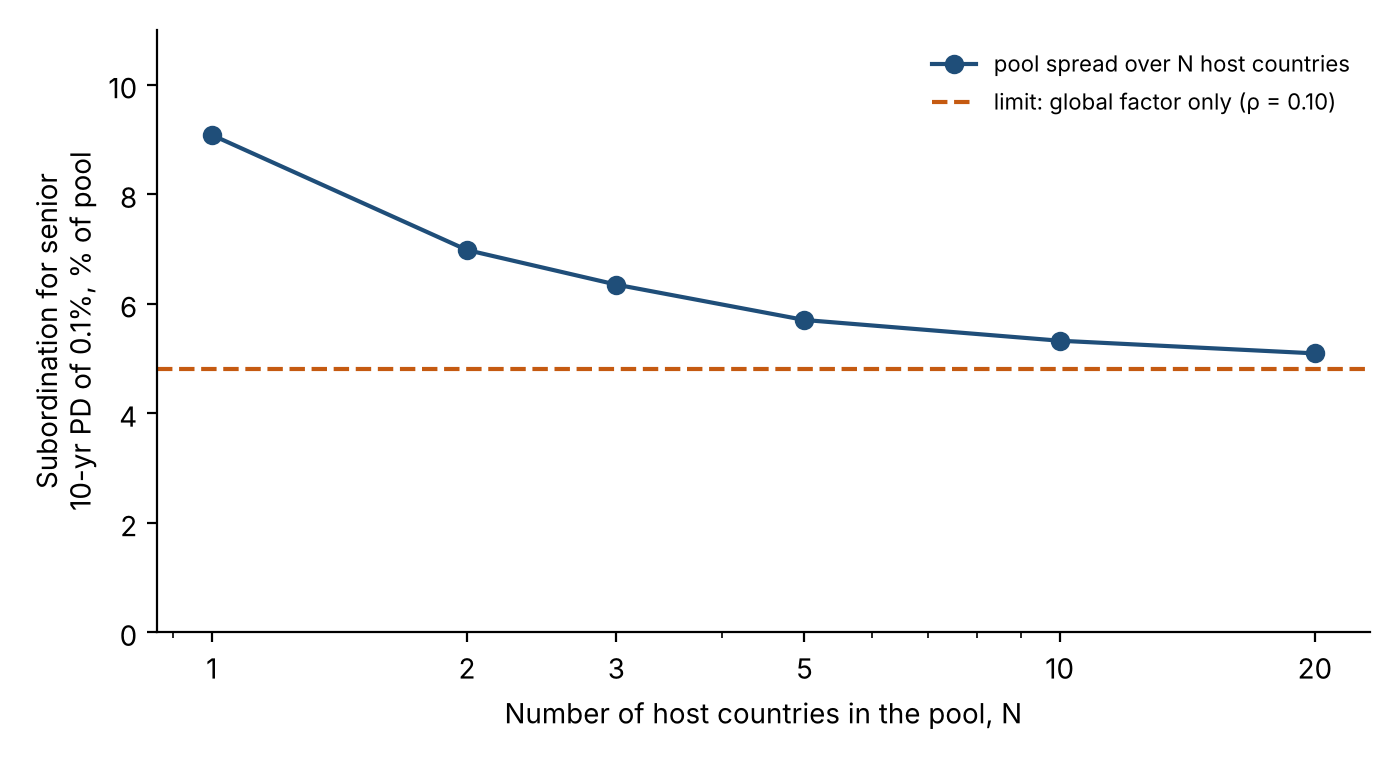 pool spread over N host countries
limit: global factor only (ρ = 0.10)
Subordination for senior
10-yr PD of 0.1%, % of pool
10
8
6
4
2
0
1 2 3 5 10 20
Number of host countries in the pool, N